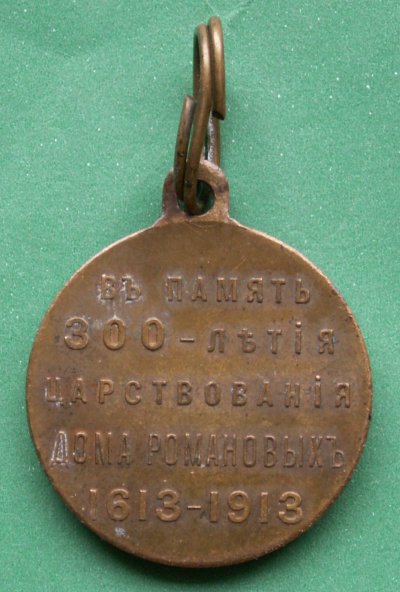 ВЪ ПАМЯТЬ
300-ЛѢТІЯ
ЦАРСТВОВАНІЯ
ДОМА РОМАНОВЫХЪ
1613-1913